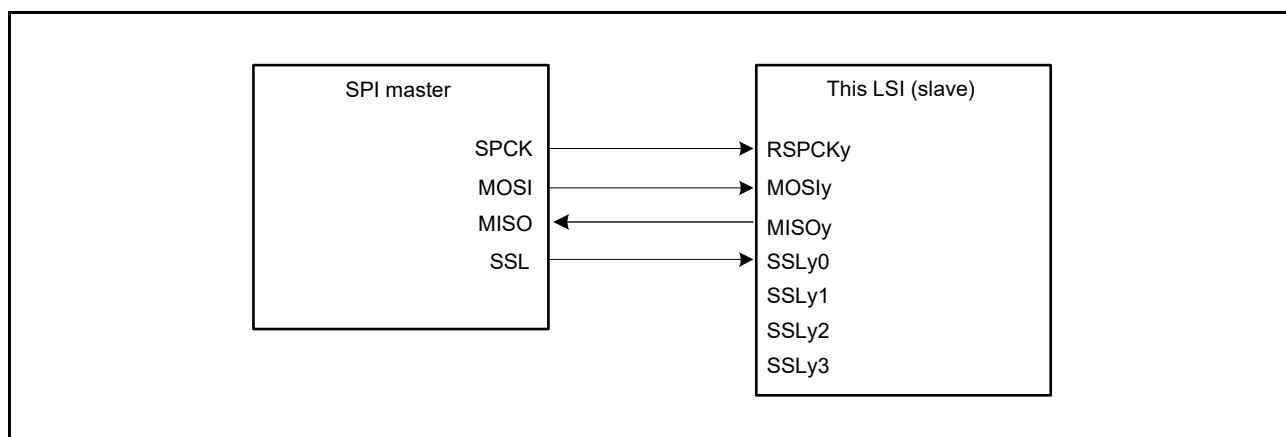 SPI master
SPCK
MOSI
MISO
SSL
This LSI (slave)
RSPCKy
MOSIy
MISOy
SSLy0
SSLy1
SSLy2
SSLy3